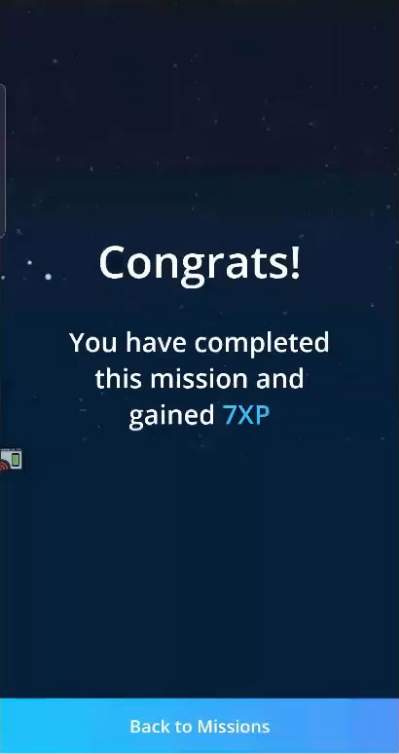 Congrats!
You have completed
this mission and
gained 7XP
Back to Missions